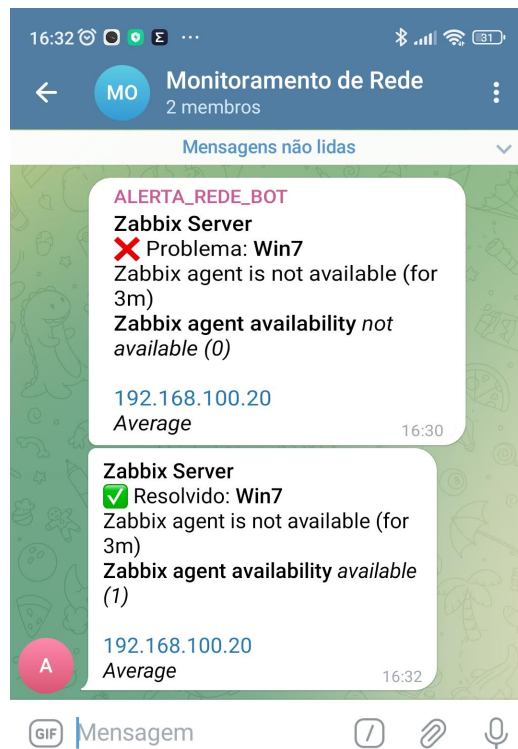 16:32 Σ ... 31
MO Monitoramento de Rede
2 membros
Mensagens não lidas
ALERTA_REDE_BOT
Zabbix Server
❌ Problema: Win7
Zabbix agent is not available (for
3m)
Zabbix agent availability not
available (0)
192.168.100.20
Average 16:30
Zabbix Server
✅ Resolvido: Win7
Zabbix agent is not available (for
3m)
Zabbix agent availability available
(1)
192.168.100.20
A Average 16:32
GIF Mensagem /